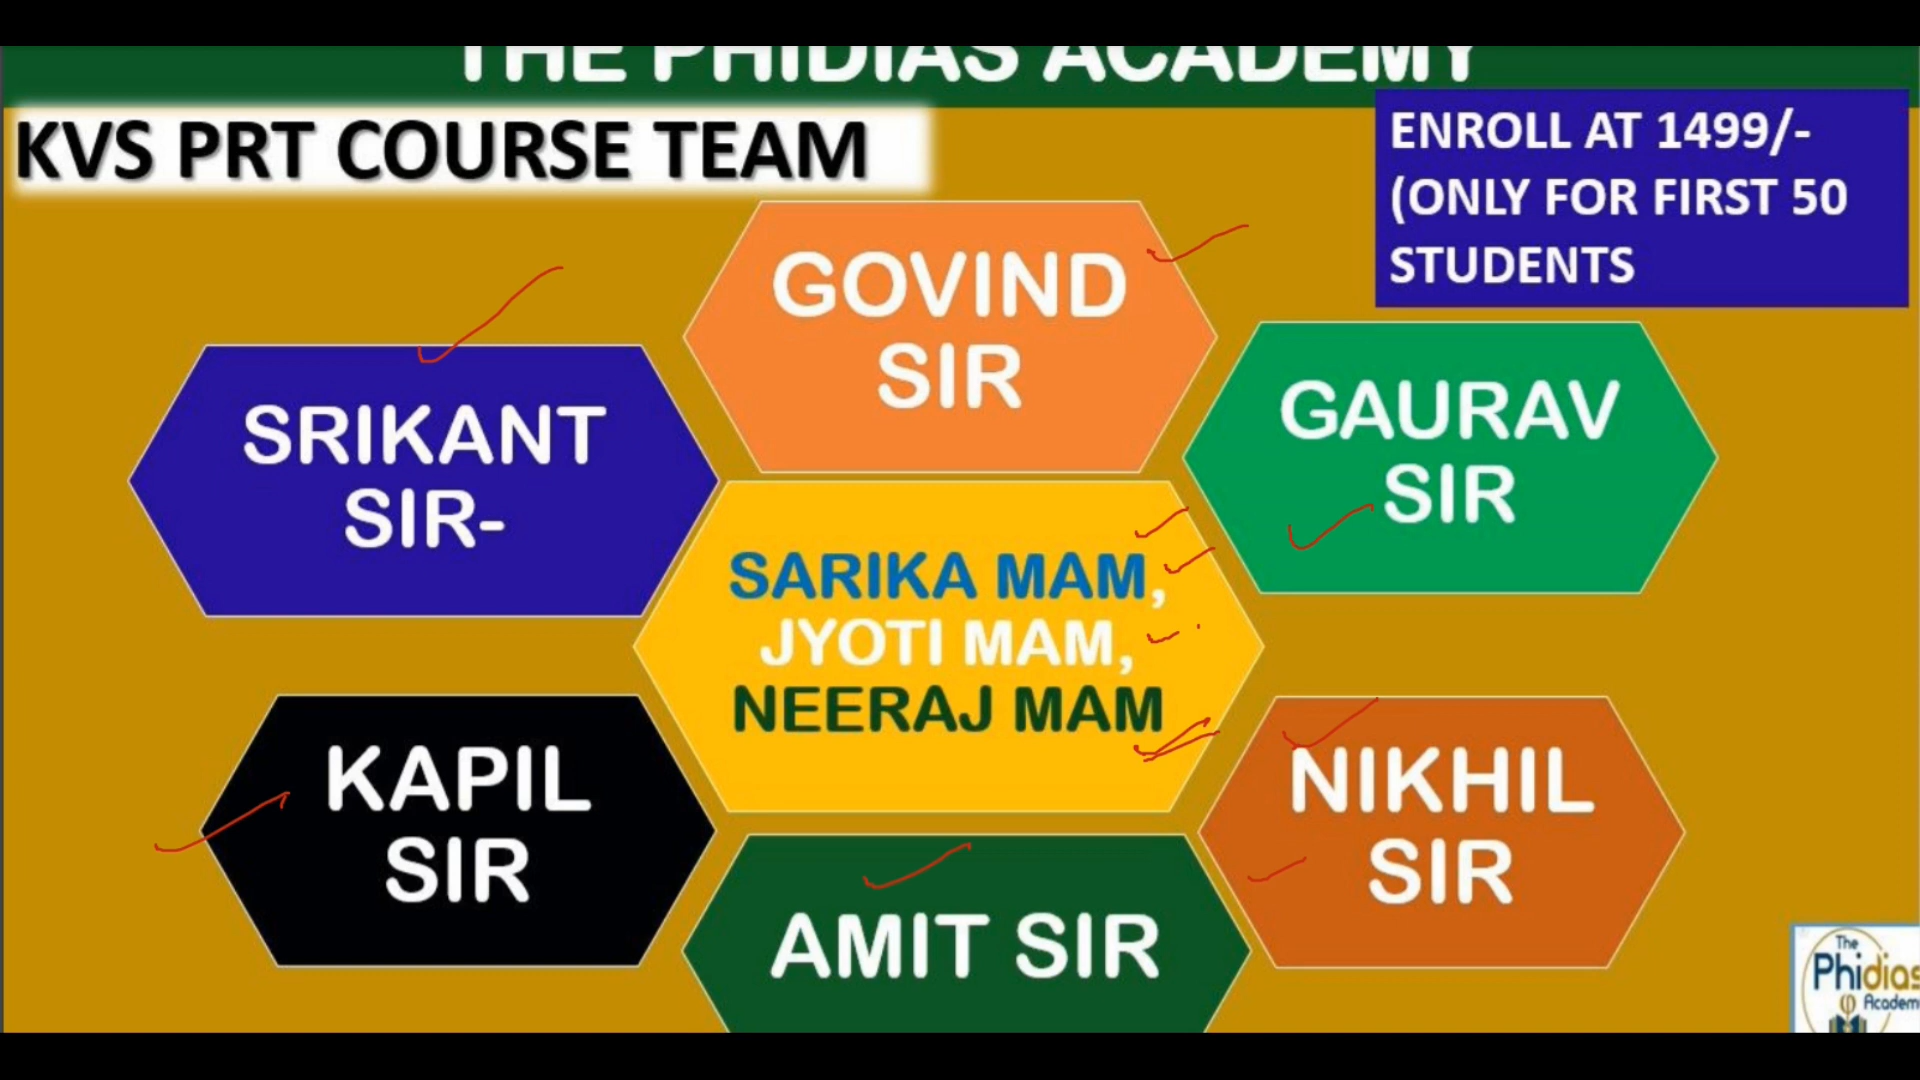 THE PHIDIAS ACADEMY
KVS PRT COURSE TEAM
ENROLL AT 1499/-
(ONLY FOR FIRST 50
STUDENTS
GOVIND
SIR
SRIKANT
SIR-
GAURAV
SIR
SARIKA MAM,
JYOTI MAM,
NEERAJ MAM
KAPIL
SIR
NIKHIL
SIR
AMIT SIR
The
Phidias
Academ